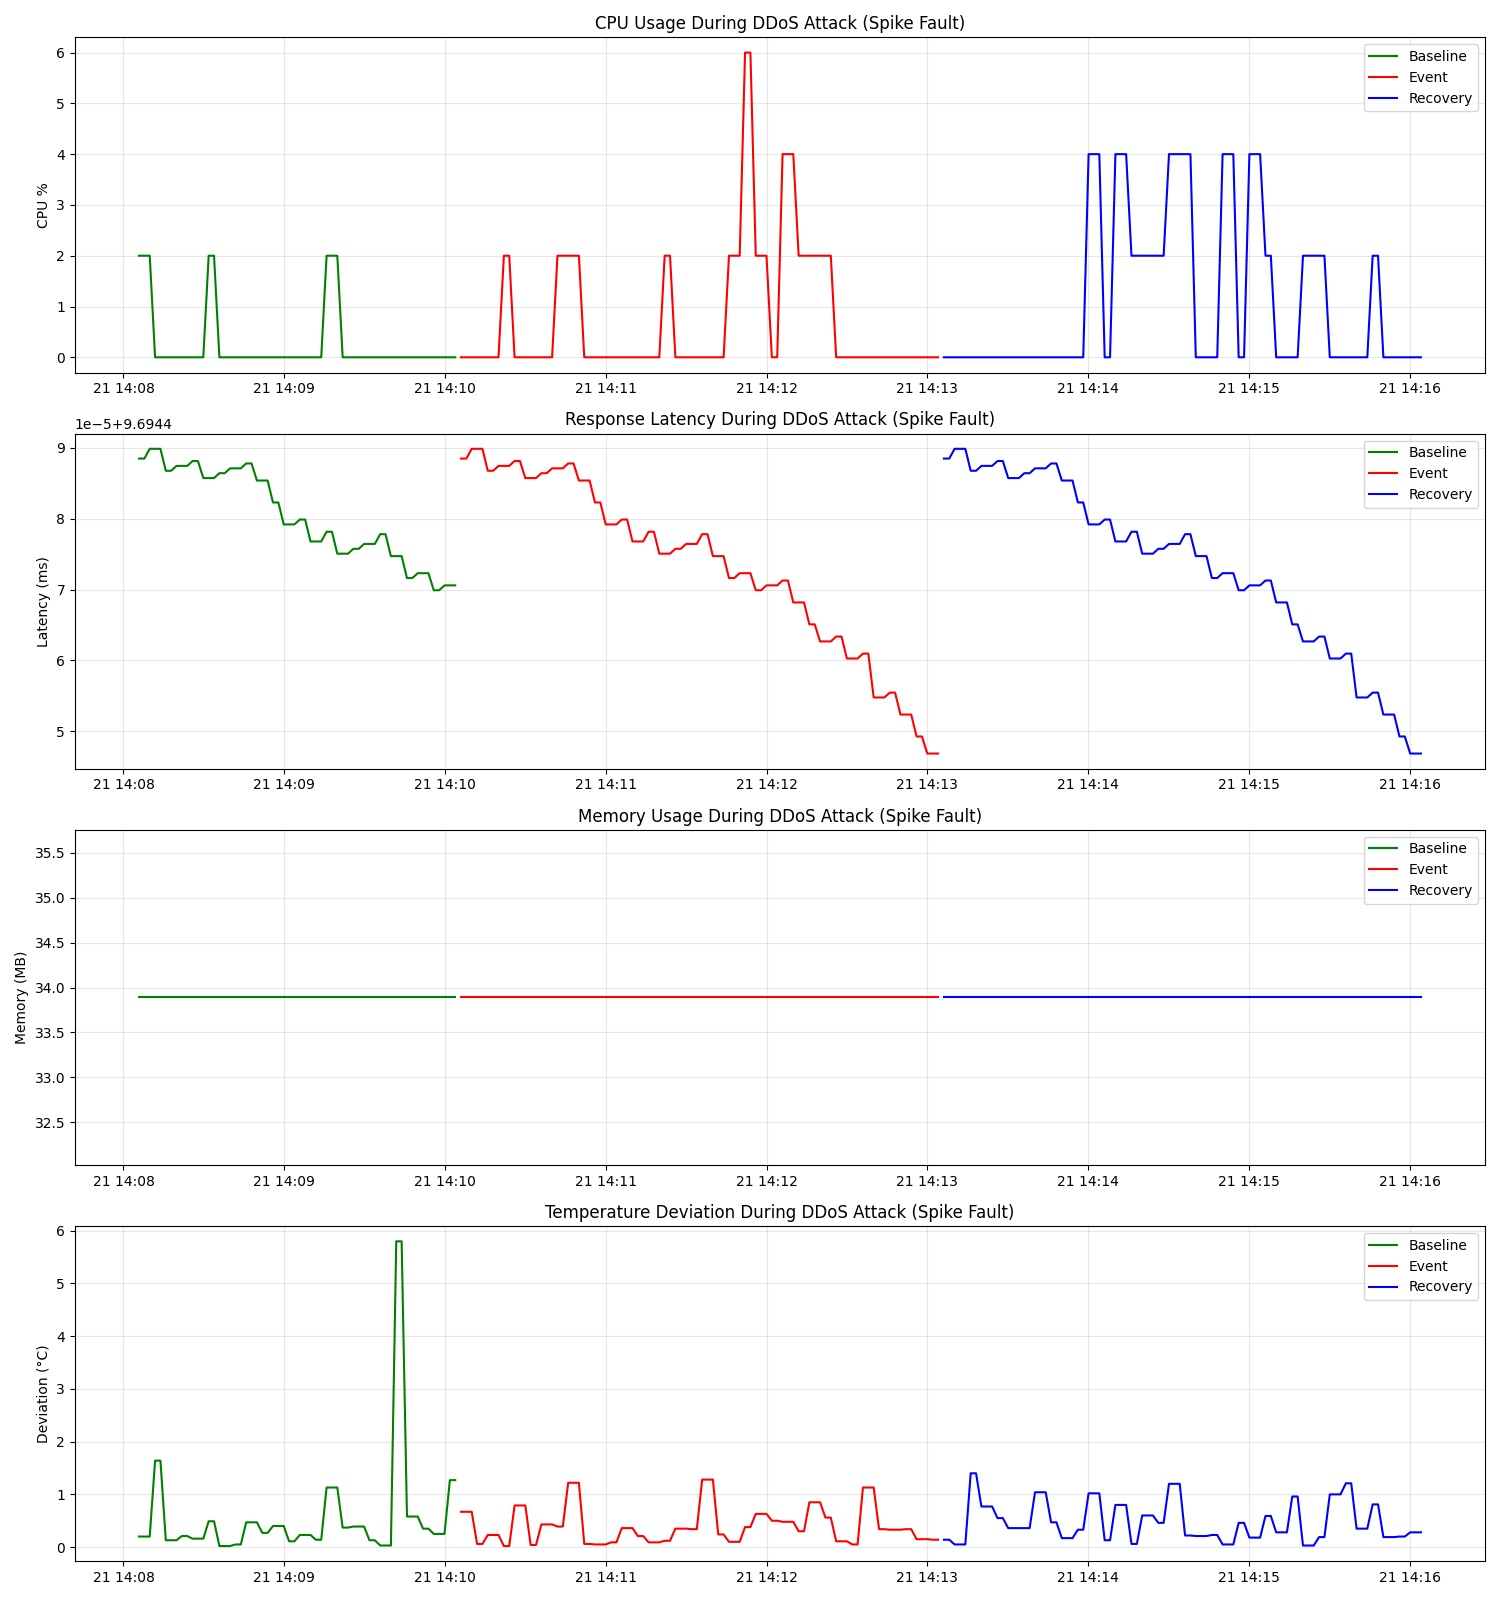 CPU Usage During DDoS Attack (Spike Fault)
CPU %
6
5
4
3
2
1
0
Baseline
Event
Recovery
21 14:08 21 14:09 21 14:10 21 14:11 21 14:12 21 14:13 21 14:14 21 14:15 21 14:16
1e−5+9.6944
Response Latency During DDoS Attack (Spike Fault)
Latency (ms)
9
8
7
6
5
Baseline
Event
Recovery
21 14:08 21 14:09 21 14:10 21 14:11 21 14:12 21 14:13 21 14:14 21 14:15 21 14:16
Memory Usage During DDoS Attack (Spike Fault)
Memory (MB)
35.5
35.0
34.5
34.0
33.5
33.0
32.5
Baseline
Event
Recovery
21 14:08 21 14:09 21 14:10 21 14:11 21 14:12 21 14:13 21 14:14 21 14:15 21 14:16
Temperature Deviation During DDoS Attack (Spike Fault)
Deviation (°C)
6
5
4
3
2
1
0
Baseline
Event
Recovery
21 14:08 21 14:09 21 14:10 21 14:11 21 14:12 21 14:13 21 14:14 21 14:15 21 14:16